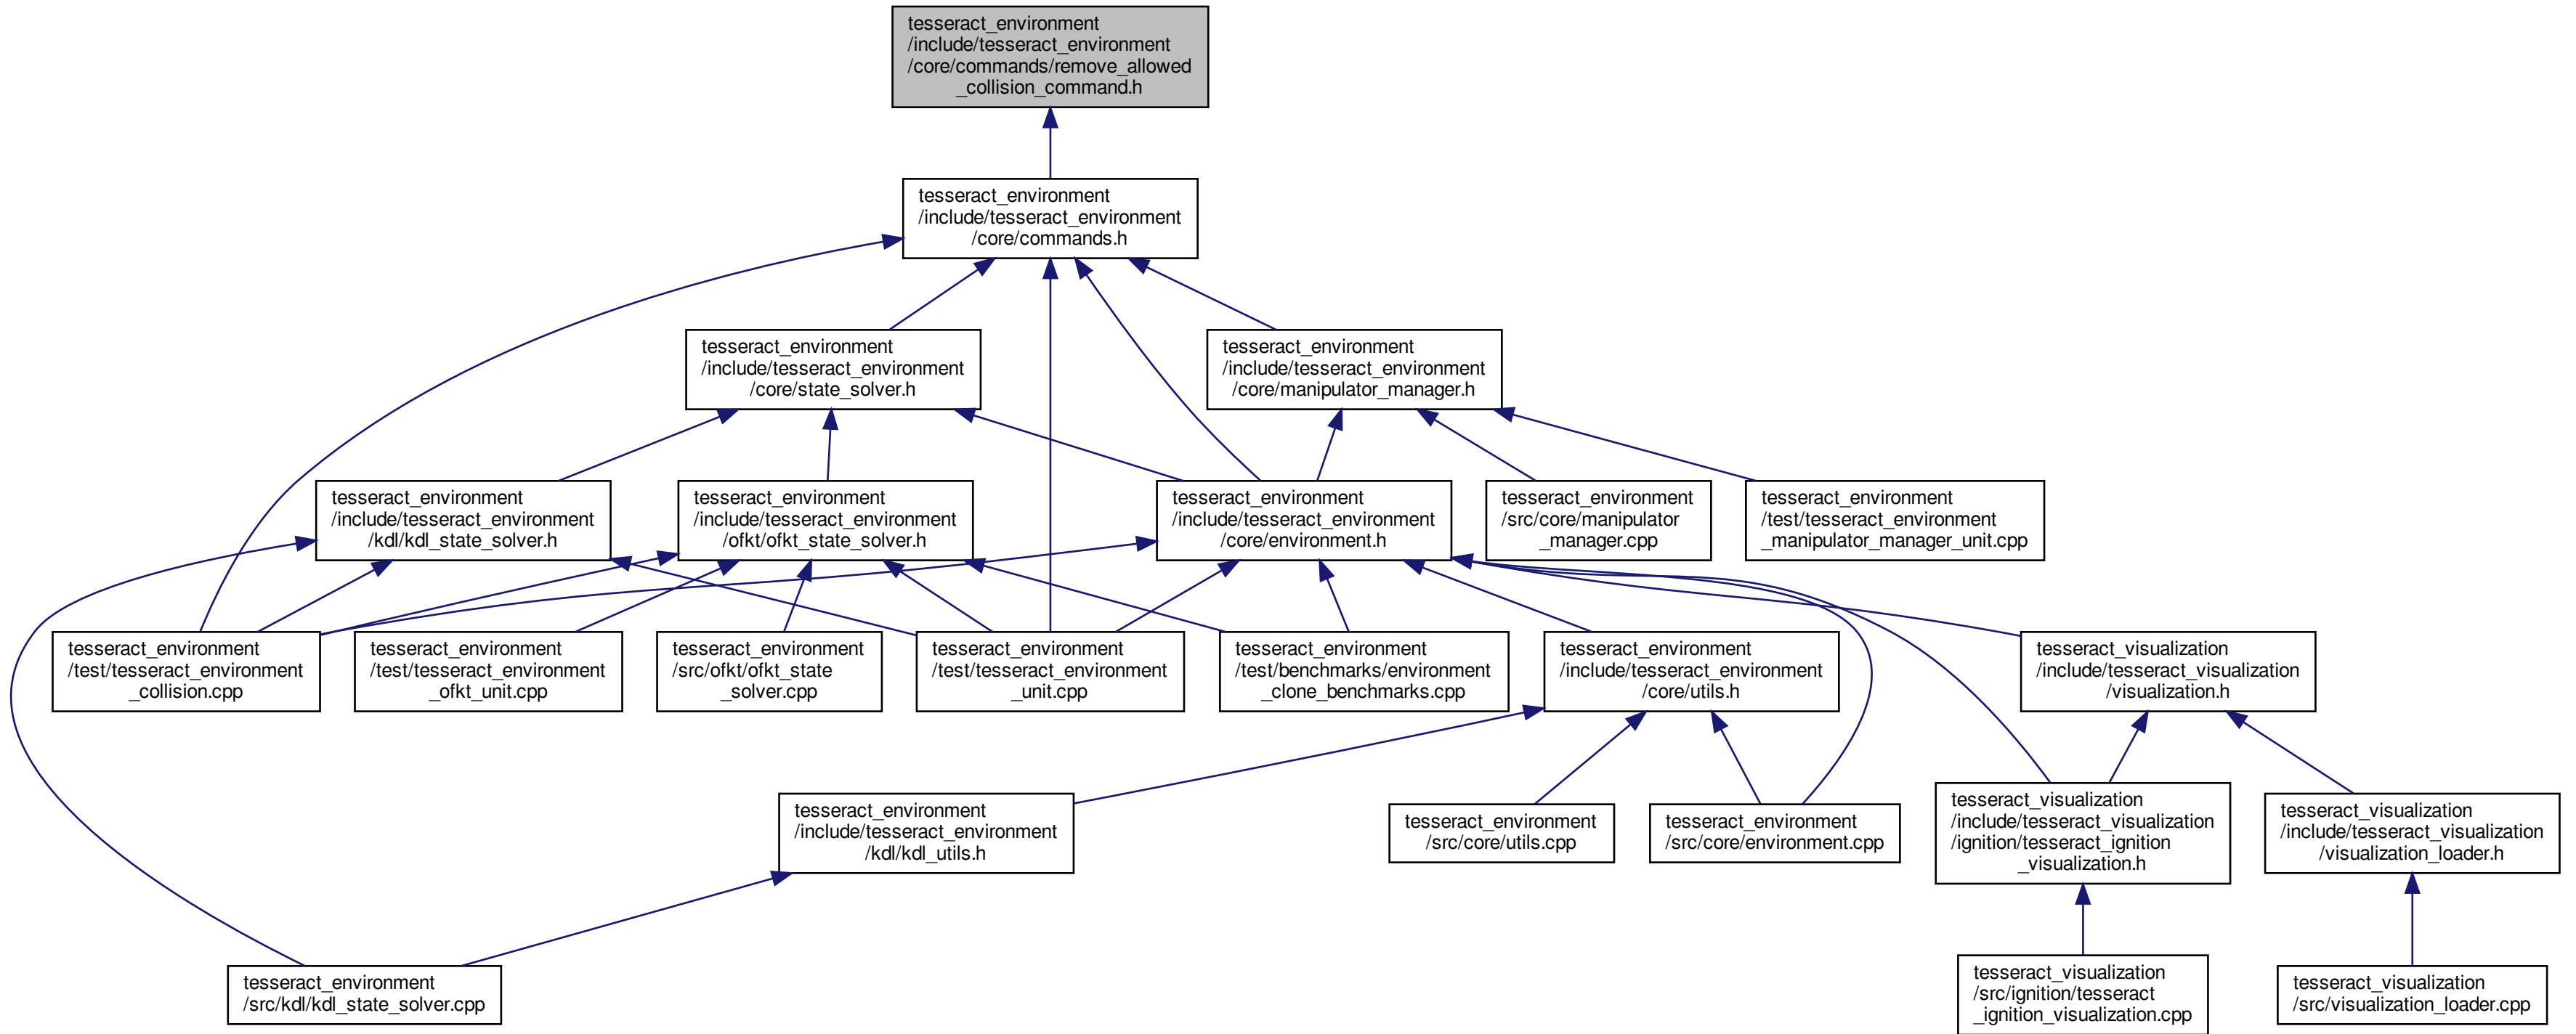 tesseract_environment
/include/tesseract_environment
/core/commands/remove_allowed
_collision_command.h
tesseract_environment
/include/tesseract_environment
/core/commands.h
tesseract_environment
/include/tesseract_environment
/core/state_solver.h
tesseract_environment
/include/tesseract_environment
/core/manipulator_manager.h
tesseract_environment
/include/tesseract_environment
/kdl/kdl_state_solver.h
tesseract_environment
/include/tesseract_environment
/ofkt/ofkt_state_solver.h
tesseract_environment
/include/tesseract_environment
/core/environment.h
tesseract_environment
/src/core/manipulator
_manager.cpp
tesseract_environment
/test/tesseract_environment
_manipulator_manager_unit.cpp
tesseract_environment
/test/tesseract_environment
_collision.cpp
tesseract_environment
/test/tesseract_environment
_ofkt_unit.cpp
tesseract_environment
/src/ofkt/ofkt_state
_solver.cpp
tesseract_environment
/test/tesseract_environment
_unit.cpp
tesseract_environment
/test/benchmarks/environment
_clone_benchmarks.cpp
tesseract_environment
/include/tesseract_environment
/core/utils.h
tesseract_visualization
/include/tesseract_visualization
/visualization.h
tesseract_environment
/include/tesseract_environment
/kdl/kdl_utils.h
tesseract_environment
/src/core/utils.cpp
tesseract_environment
/src/core/environment.cpp
tesseract_visualization
/include/tesseract_visualization
/ignition/tesseract_ignition
_visualization.h
tesseract_visualization
/include/tesseract_visualization
/visualization_loader.h
tesseract_environment
/src/kdl/kdl_state_solver.cpp
tesseract_visualization
/src/ignition/tesseract
_ignition_visualization.cpp
tesseract_visualization
/src/visualization_loader.cpp